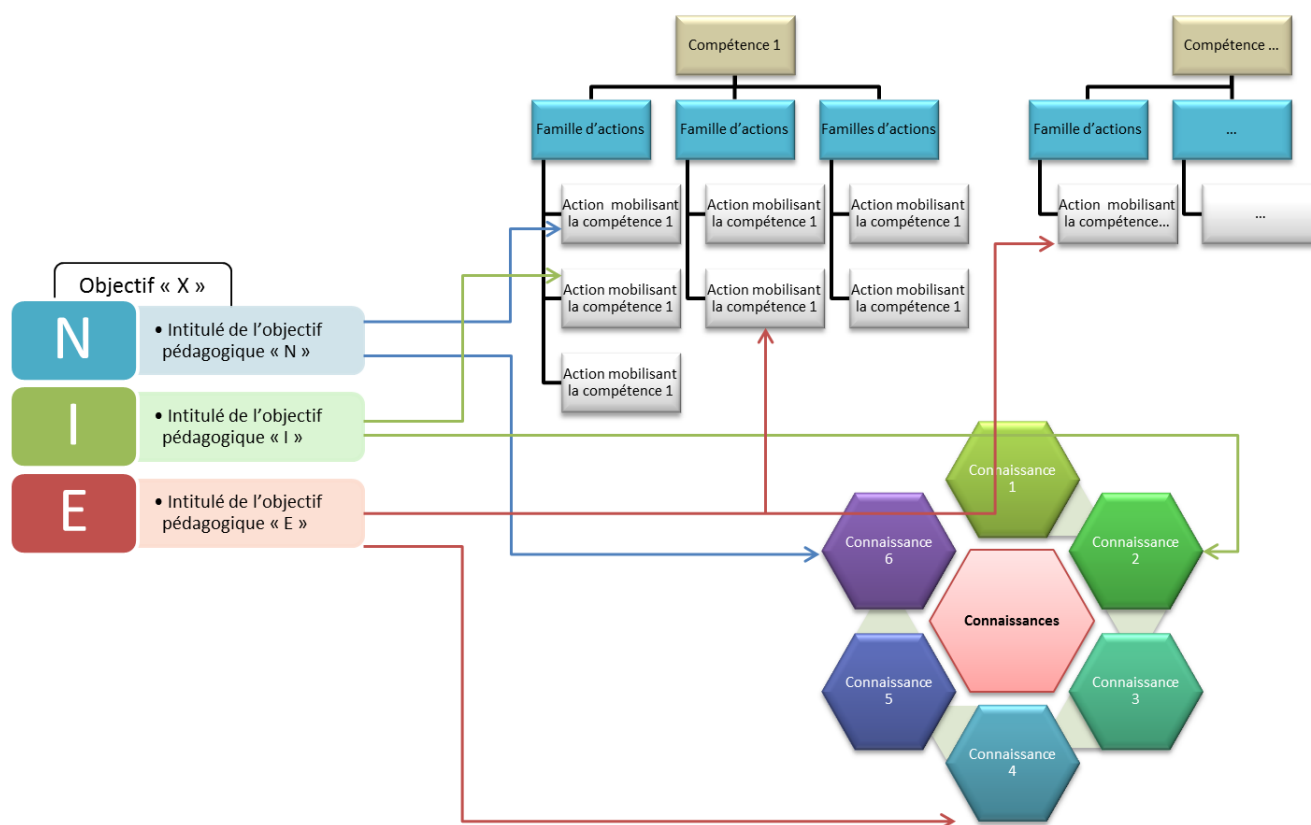 Compétence 1
Compétence ...
Famille d'actions
Famille d'actions
Familles d'actions
Famille d'actions
...
Action mobilisant
la compétence 1
Action mobilisant
la compétence 1
Action mobilisant
la compétence 1
Action mobilisant
la compétence...
...
Action mobilisant
la compétence 1
Action mobilisant
la compétence 1
Action mobilisant
la compétence 1
Action mobilisant
la compétence 1
Objectif « X »
N
• Intitulé de l'objectif
pédagogique « N »
I
• Intitulé de l'objectif
pédagogique « I »
E
• Intitulé de l'objectif
pédagogique « E »
Connaissance
1
Connaissance
2
Connaissance
3
Connaissance
4
Connaissance
5
Connaissance
6
Connaissances